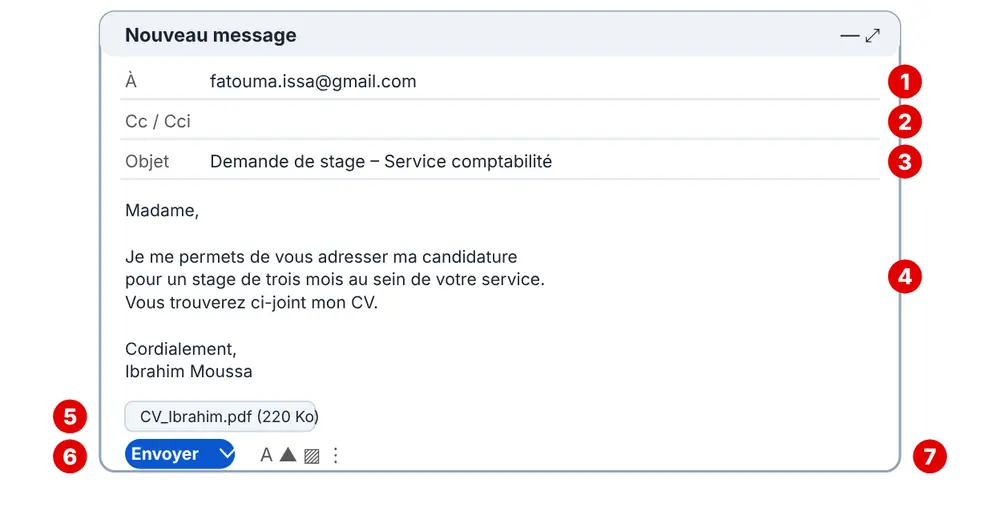 Nouveau message
À fatouma.issa@gmail.com 1
Cc / Cci 2
Objet Demande de stage – Service comptabilité 3
Madame,
Je me permets de vous adresser ma candidature
pour un stage de trois mois au sein de votre service. 4
Vous trouverez ci-joint mon CV.
Cordialement,
Ibrahim Moussa
5 CV_Ibrahim.pdf (220 Ko)
6 Envoyer A 7